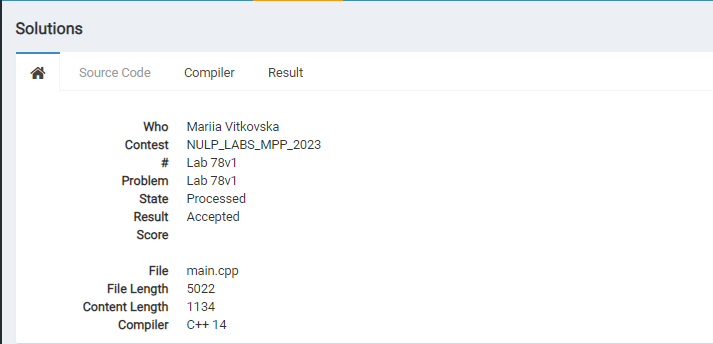 Solutions
Source Code Compiler Result
Who Mariia Vitkovska
Contest NULP_LABS_MPP_2023
# Lab 78v1
Problem Lab 78v1
State Processed
Result Accepted
Score
File main.cpp
File Length 5022
Content Length 1134
Compiler C++ 14